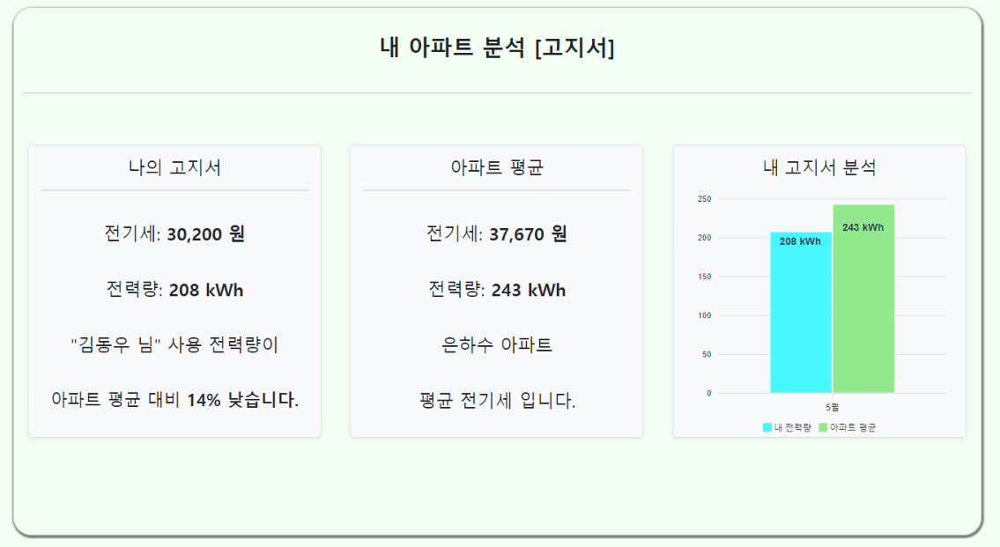 내 아파트 분석 [고지서]
나의 고지서
전기세: 30,200 원
전력량: 208 kWh
"김동우 님" 사용 전력량이
아파트 평균 대비 14% 낮습니다.
아파트 평균
전기세: 37,670 원
전력량: 243 kWh
은하수 아파트
평균 전기세 입니다.
내 고지서 분석
250
200
150
100
50
0
208 kWh
243 kWh
5월
내 전력량
아파트 평균